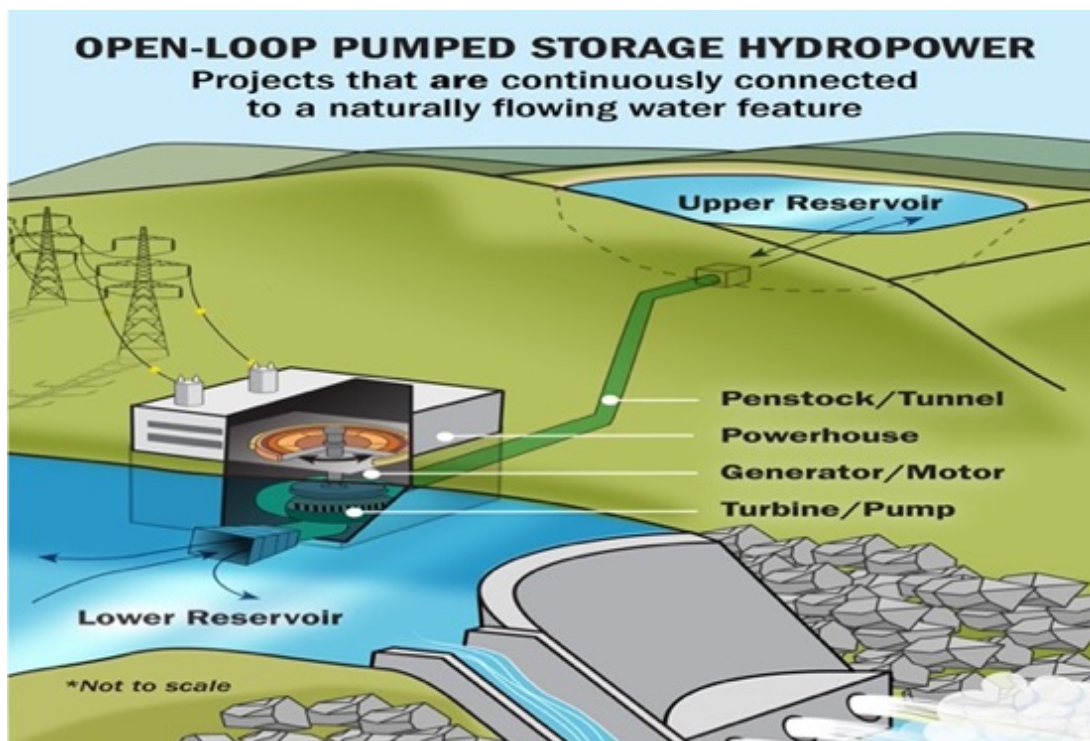 OPEN-LOOP PUMPED STORAGE HYDROPOWER
Projects that are continuously connected
to a naturally flowing water feature
Upper Reservoir
Penstock/Tunnel
Powerhouse
Generator/Motor
Turbine/Pump
Lower Reservoir
*Not to scale